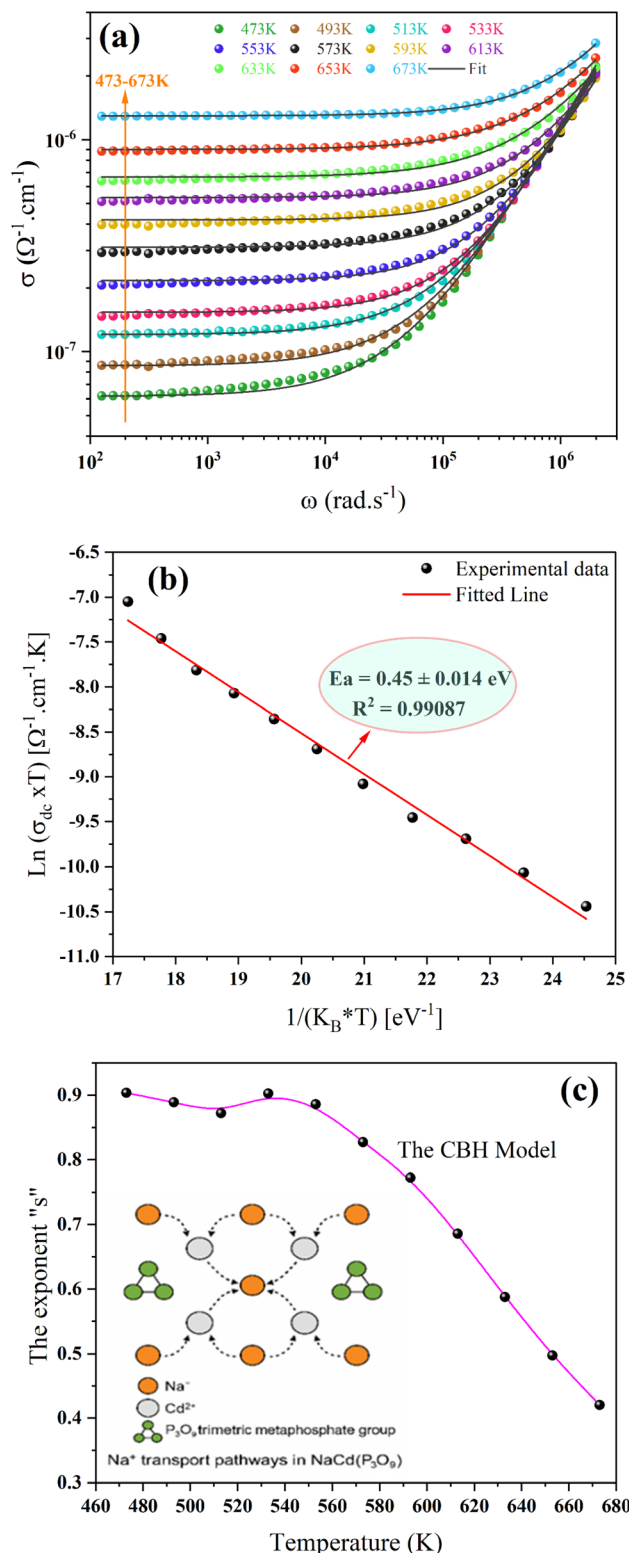 (a)
473K 493K 513K 533K
553K 573K 593K 613K
633K 653K 673K Fit
473-673K
10⁻⁶
10⁻⁷
σ (Ω⁻¹.cm⁻¹)
10² 10³ 10⁴ 10⁵ 10⁶
ω (rad.s⁻¹)
(b)
Experimental data
Fitted Line
Ea = 0.45 ± 0.014 eV
R² = 0.99087
-6.5
-7.0
-7.5
-8.0
-8.5
-9.0
-9.5
-10.0
-10.5
-11.0
Ln (σdc xT) [Ω⁻¹.cm⁻¹.K]
17 18 19 20 21 22 23 24 25
1/(K_B*T) [eV⁻¹]
(c)
The CBH Model
0.9
0.8
0.7
0.6
0.5
0.4
0.3
The exponent "s"
Na⁺
Cd²⁺
P₃O₉ trimetric metaphosphate group
Na⁺ transport pathways in NaCd(P₃O₉)
460 480 500 520 540 560 580 600 620 640 660 680
Temperature (K)